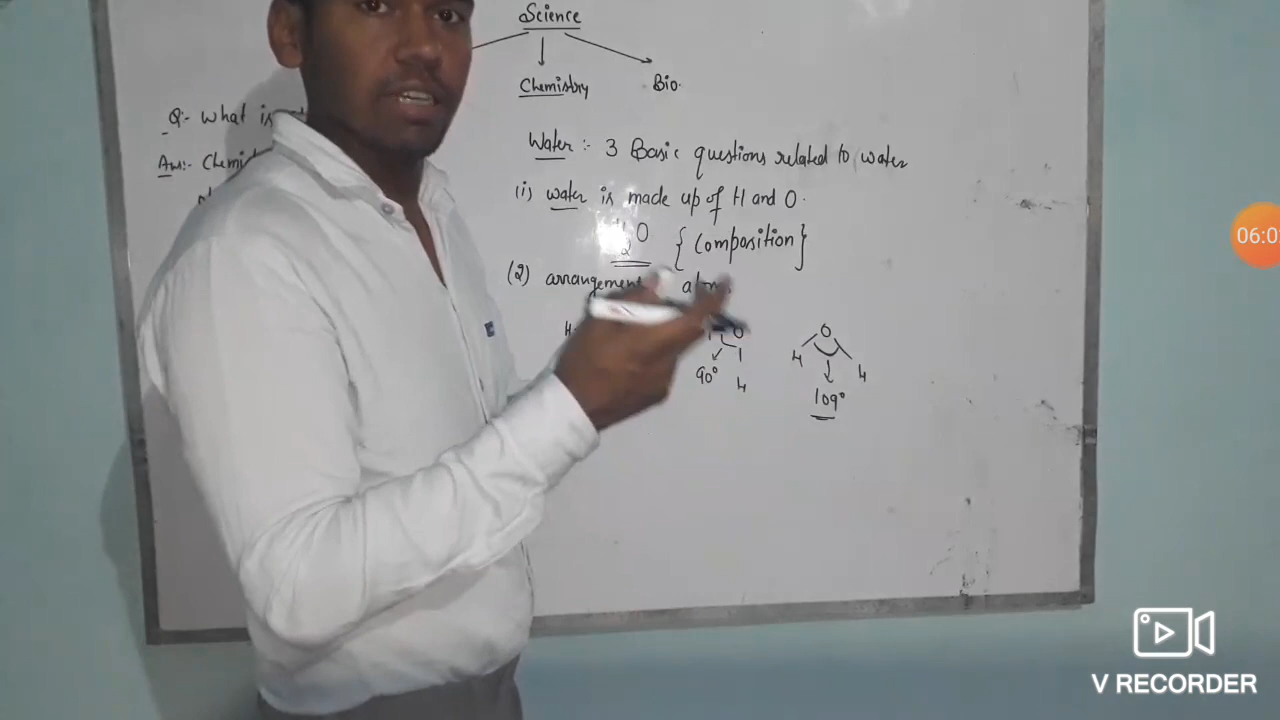 Science
Chemistry Bio.
Q:- What is
Water :- 3 Basic questions related to water
Ans:- Chemi
(i) water is made up of H and O.
2O {Composition}
(2) arrangement
O O
90° H H H
109°
06:0
V RECORDER